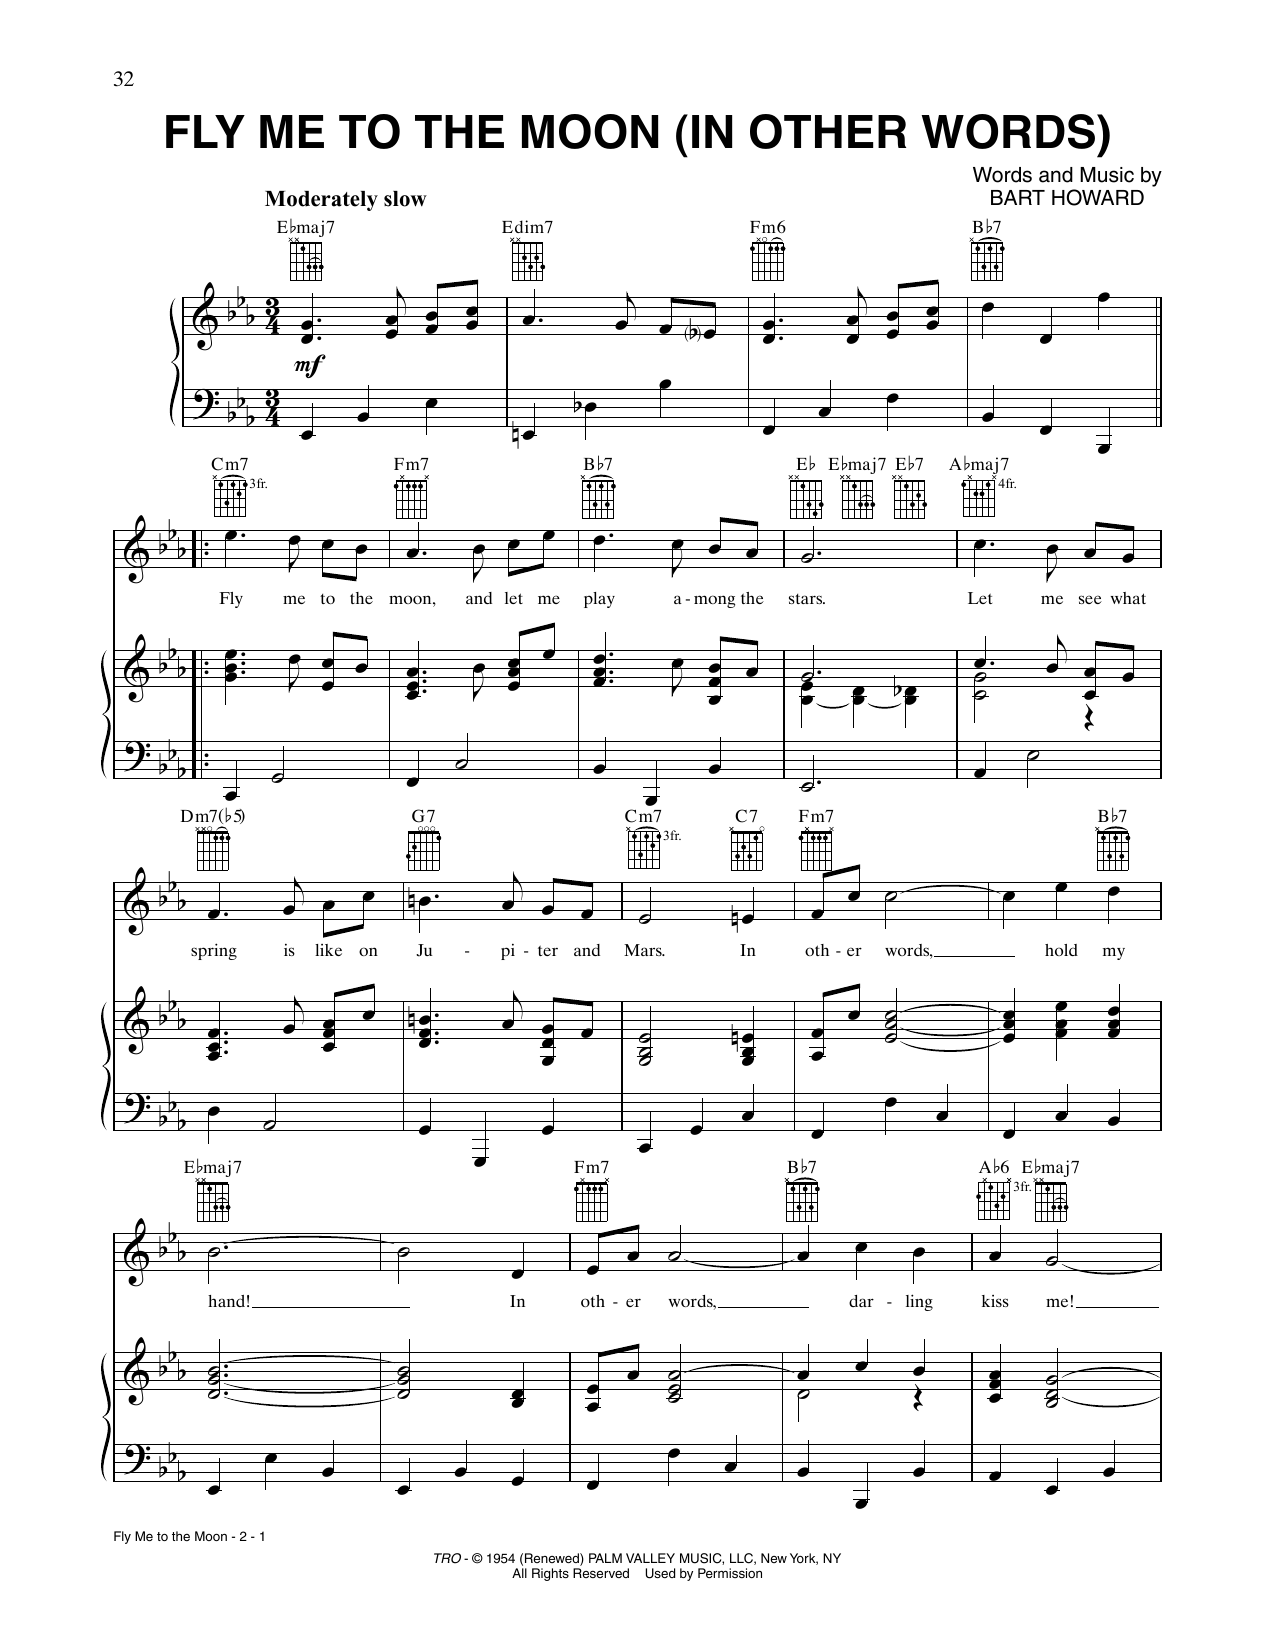 32
FLY ME TO THE MOON (IN OTHER WORDS)
Words and Music by
BART HOWARD
Moderately slow
E♭maj7 Edim7 Fm6 B♭7
3
4
mf
3
4
Cm7 Fm7 B♭7 E♭ E♭maj7 E♭7 A♭maj7
3fr. 4fr.
Fly me to the moon, and let me play a - mong the stars. Let me see what
Dm7(♭5) G7 Cm7 C7 Fm7 B♭7
3fr.
spring is like on Ju - pi - ter and Mars. In oth - er words, hold my
E♭maj7 Fm7 B♭7 A♭6 E♭maj7
3fr.
hand! In oth - er words, dar - ling kiss me!
Fly Me to the Moon - 2 - 1
TRO - © 1954 (Renewed) PALM VALLEY MUSIC, LLC, New York, NY
All Rights Reserved Used by Permission